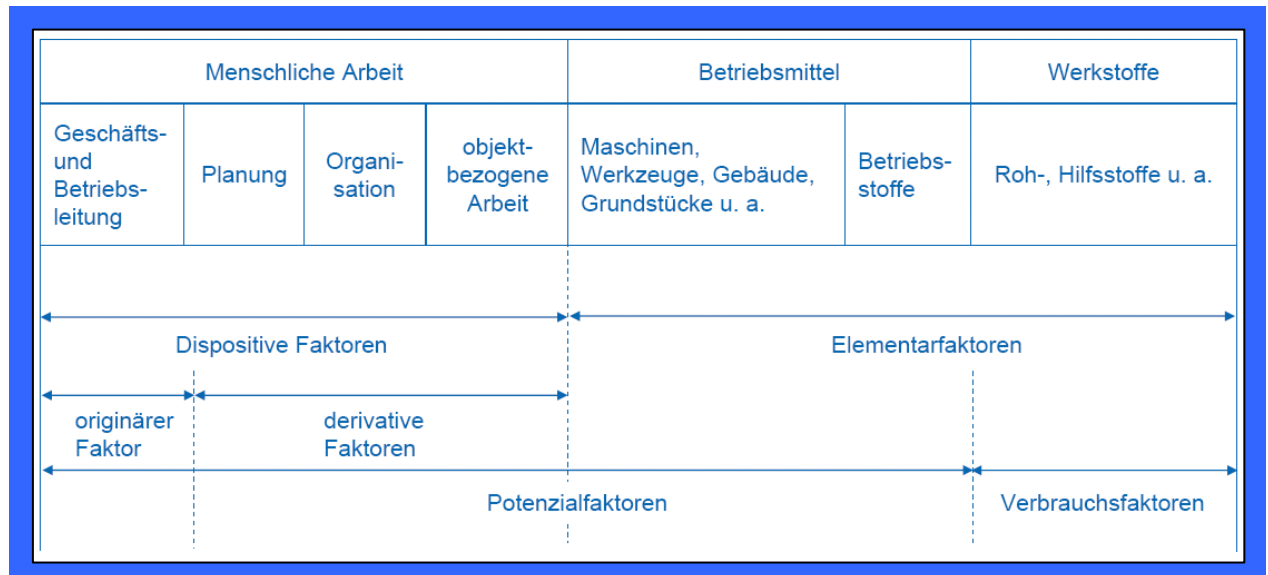 Menschliche Arbeit
Betriebsmittel
Werkstoffe
Geschäfts-
und
Betriebs-
leitung
Planung
Organi-
sation
objekt-
bezogene
Arbeit
Maschinen,
Werkzeuge, Gebäude,
Grundstücke u. a.
Betriebs-
stoffe
Roh-, Hilfsstoffe u. a.
Dispositive Faktoren
Elementarfaktoren
originärer
Faktor
derivative
Faktoren
Potenzialfaktoren
Verbrauchsfaktoren